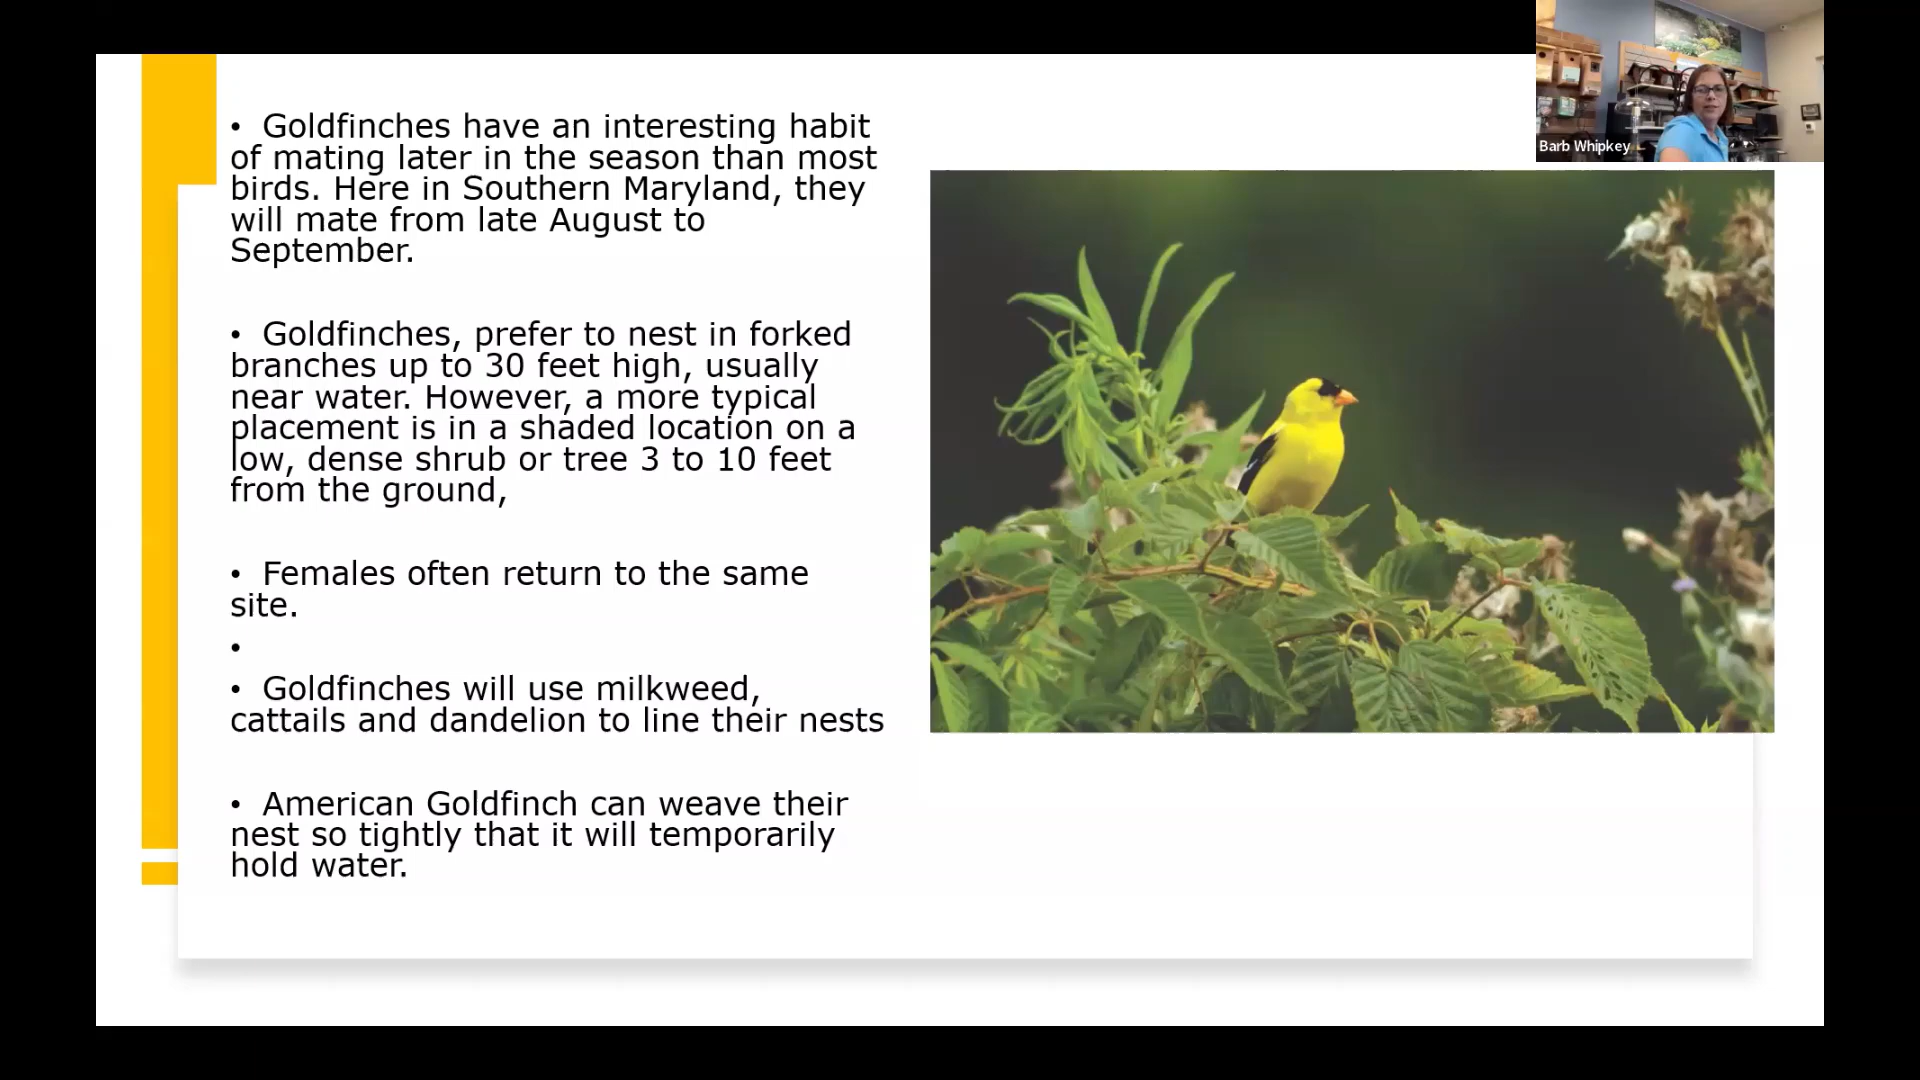 • Goldfinches have an interesting habit
of mating later in the season than most
birds. Here in Southern Maryland, they
will mate from late August to
September.
• Goldfinches, prefer to nest in forked
branches up to 30 feet high, usually
near water. However, a more typical
placement is in a shaded location on a
low, dense shrub or tree 3 to 10 feet
from the ground,
• Females often return to the same
site.
•
• Goldfinches will use milkweed,
cattails and dandelion to line their nests
• American Goldfinch can weave their
nest so tightly that it will temporarily
hold water.
Barb Whipkey